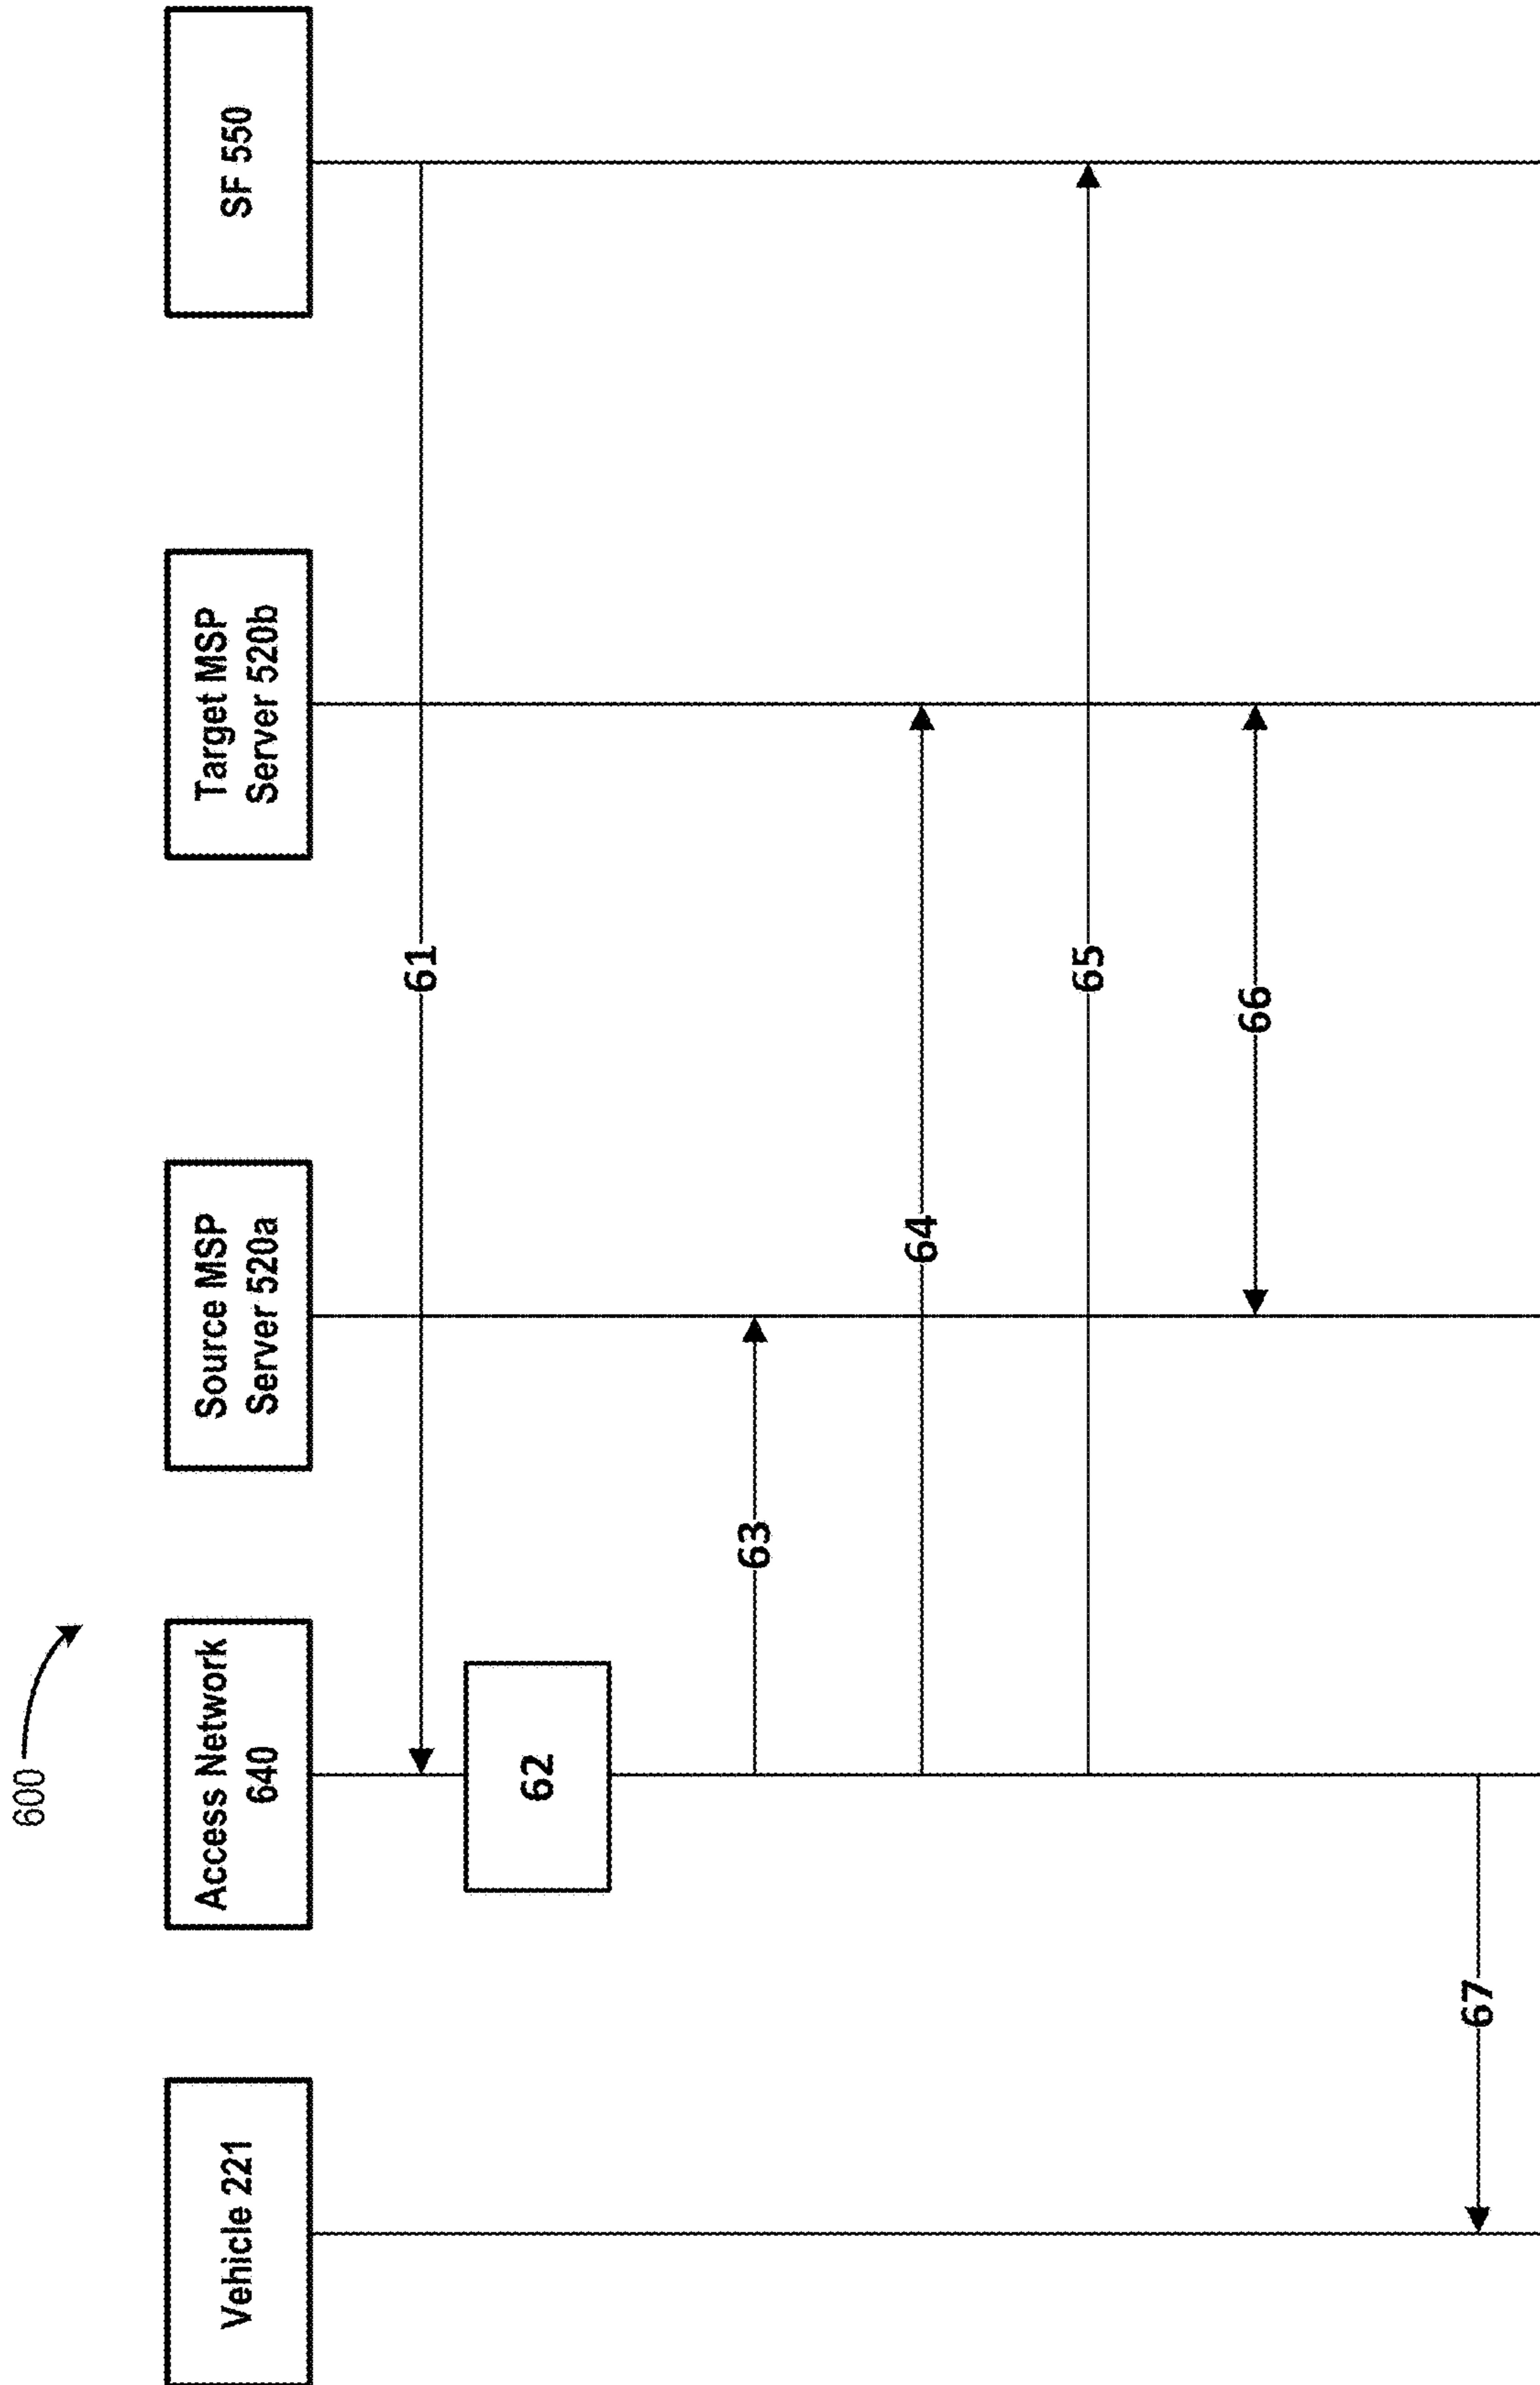 600
Vehicle 221
Access Network
640
Source MSP
Server 520a
Target MSP
Server 520b
SF 550
61
62
63
64
65
66
67